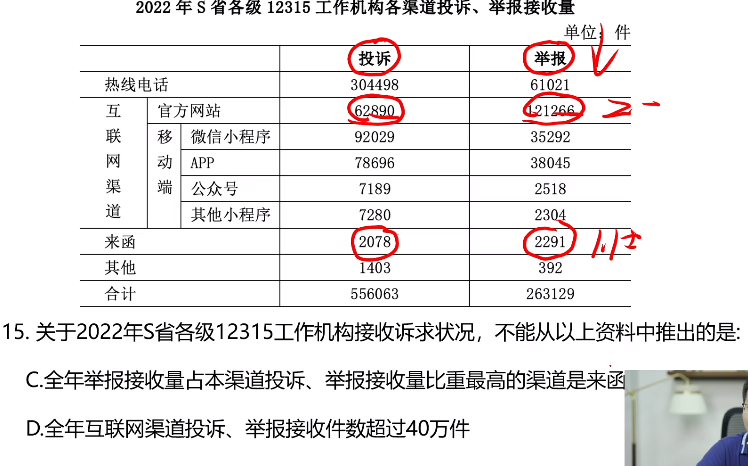 2022 年 S 省各级 12315 工作机构各渠道投诉、举报接收量
单位：件
投诉 举报
热线电话 304498 61021
互联网渠道 官方网站 62890 121266 2-
移动端 微信小程序 92029 35292
APP 78696 38045
公众号 7189 2518
其他小程序 7280 2304
来函 2078 2291
其他 1403 392
合计 556063 263129
15. 关于2022年S省各级12315工作机构接收诉求状况，不能从以上资料中推出的是:
C.全年举报接收量占本渠道投诉、举报接收量比重最高的渠道是来函
D.全年互联网渠道投诉、举报接收件数超过40万件